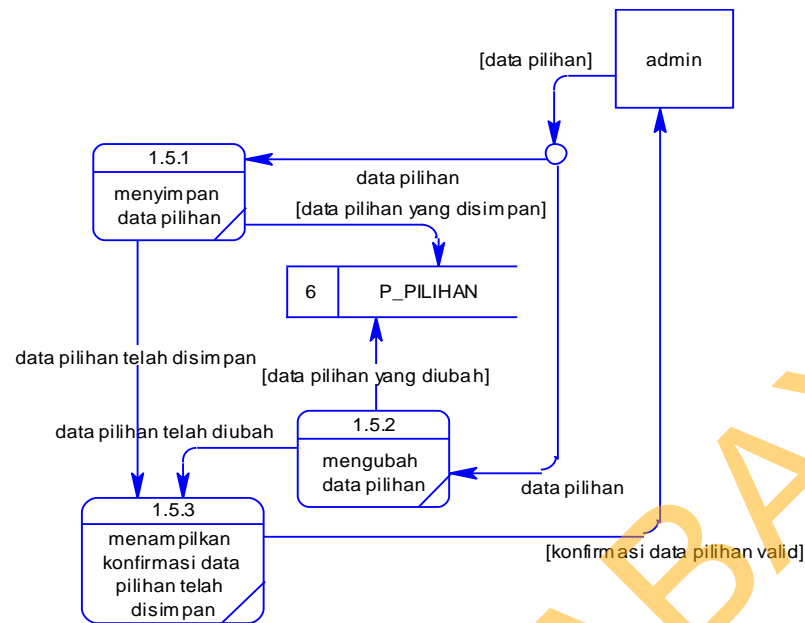 [data pilihan]
admin
1.5.1
menyimpan
data pilihan
data pilihan
[data pilihan yang disimpan]
6
P_PILIHAN
data pilihan telah disimpan
[data pilihan yang diubah]
data pilihan telah diubah
1.5.2
mengubah
data pilihan
data pilihan
1.5.3
menampilkan
konfirmasi data
pilihan telah
disimpan
[konfirmasi data pilihan valid]